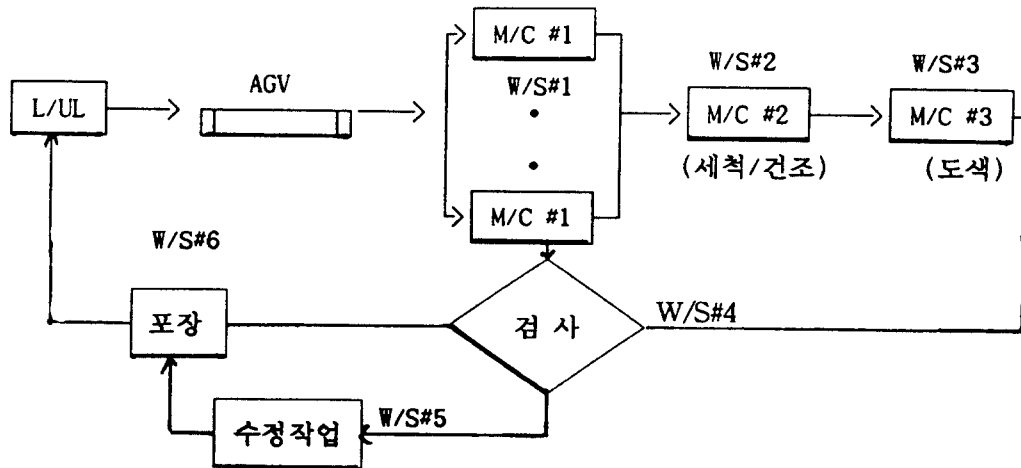 M/C #1
L/UL
AGV
W/S#1
W/S#2
W/S#3
M/C #2
M/C #3
(세척/건조)
(도색)
M/C #1
W/S#6
포장
검 사
W/S#4
수정작업
W/S#5